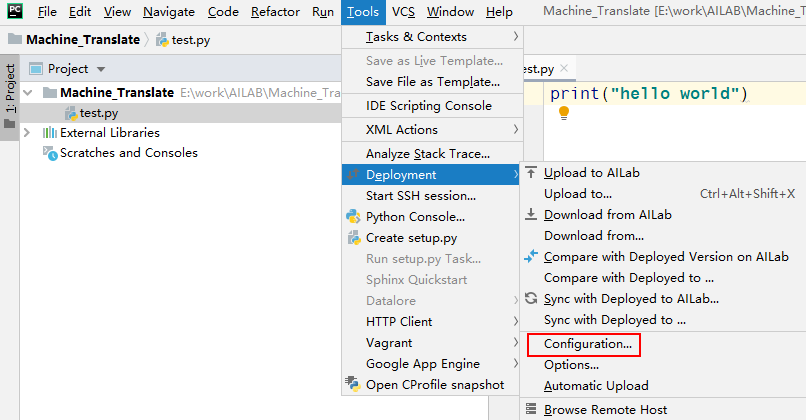 PC File Edit View Navigate Code Refactor Run Tools VCS Window Help Machine_Translate [E:\work\AILAB\Machine_T
Machine_Translate test.py
1: Project
Project
Machine_Translate E:\work\AILAB\Machine_Tra
test.py
External Libraries
Scratches and Consoles
Tasks & Contexts
Save as Live Template...
Save File as Template...
IDE Scripting Console
XML Actions
Analyze Stack Trace...
Deployment
Start SSH session...
Python Console...
Create setup.py
Run setup.py Task...
Sphinx Quickstart
Datalore
HTTP Client
Vagrant
Google App Engine
Open CProfile snapshot
est.py
print("hello world")
Upload to AILab
Upload to... Ctrl+Alt+Shift+X
Download from AILab
Download from...
Compare with Deployed Version on AILab
Compare with Deployed to ...
Sync with Deployed to AILab...
Sync with Deployed to ...
Configuration...
Options...
Automatic Upload
Browse Remote Host